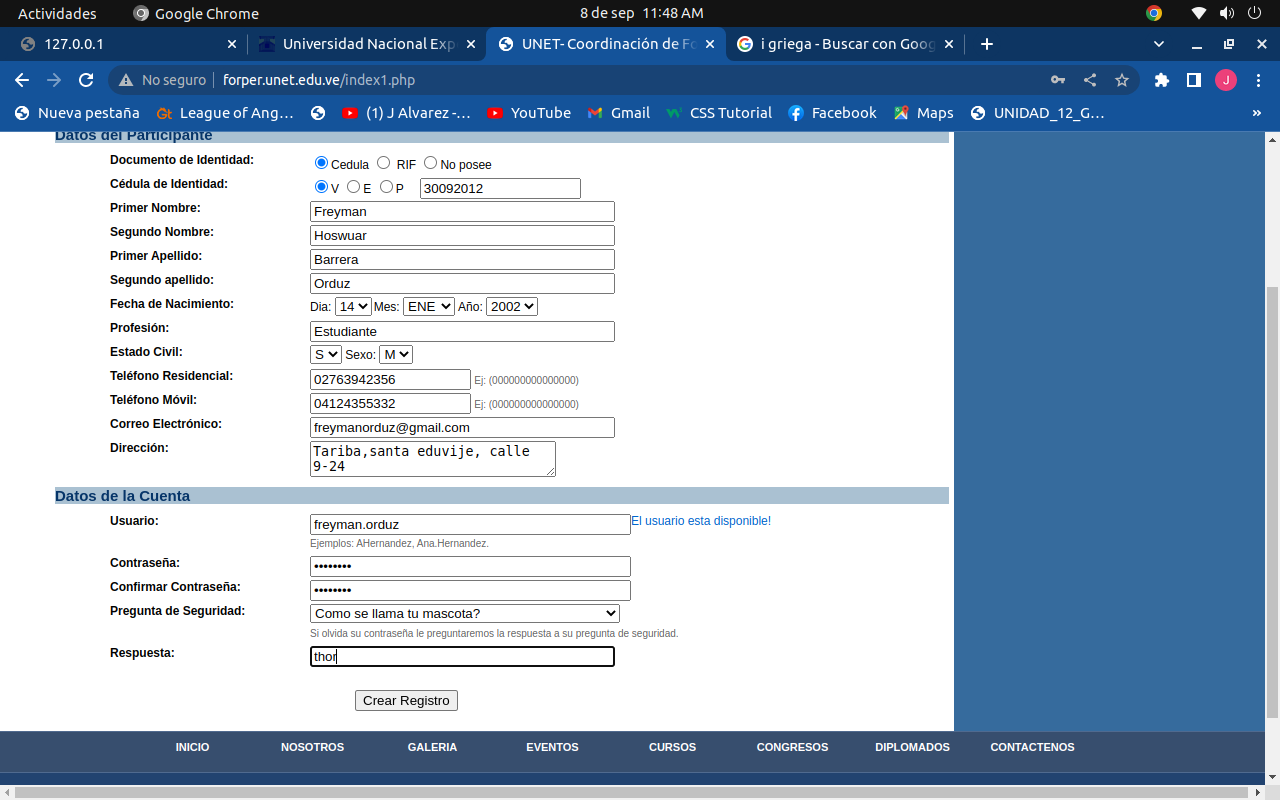 Actividades Google Chrome 8 de sep 11:48 AM
127.0.0.1 Universidad Nacional Exp UNET- Coordinación de Fo i griega - Buscar con Goog
No seguro forper.unet.edu.ve/index1.php J
Nueva pestaña Gt League of Ang... (1) J Alvarez -... YouTube Gmail CSS Tutorial Facebook Maps UNIDAD_12_G... »
Datos del Participante
Documento de Identidad: Cedula RIF No posee
Cédula de Identidad: V E P 30092012
Primer Nombre: Freyman
Segundo Nombre: Hoswuar
Primer Apellido: Barrera
Segundo apellido: Orduz
Fecha de Nacimiento: Dia: 14 Mes: ENE Año: 2002
Profesión: Estudiante
Estado Civil: S Sexo: M
Teléfono Residencial: 02763942356 Ej: (000000000000000)
Teléfono Móvil: 04124355332 Ej: (000000000000000)
Correo Electrónico: freymanorduz@gmail.com
Dirección: Tariba,santa eduvije, calle
9-24
Datos de la Cuenta
Usuario: freyman.orduz El usuario esta disponible!
Ejemplos: AHernandez, Ana.Hernandez.
Contraseña: ••••••••
Confirmar Contraseña: ••••••••
Pregunta de Seguridad: Como se llama tu mascota?
Si olvida su contraseña le preguntaremos la respuesta a su pregunta de seguridad.
Respuesta: thor
Crear Registro
INICIO NOSOTROS GALERIA EVENTOS CURSOS CONGRESOS DIPLOMADOS CONTACTENOS